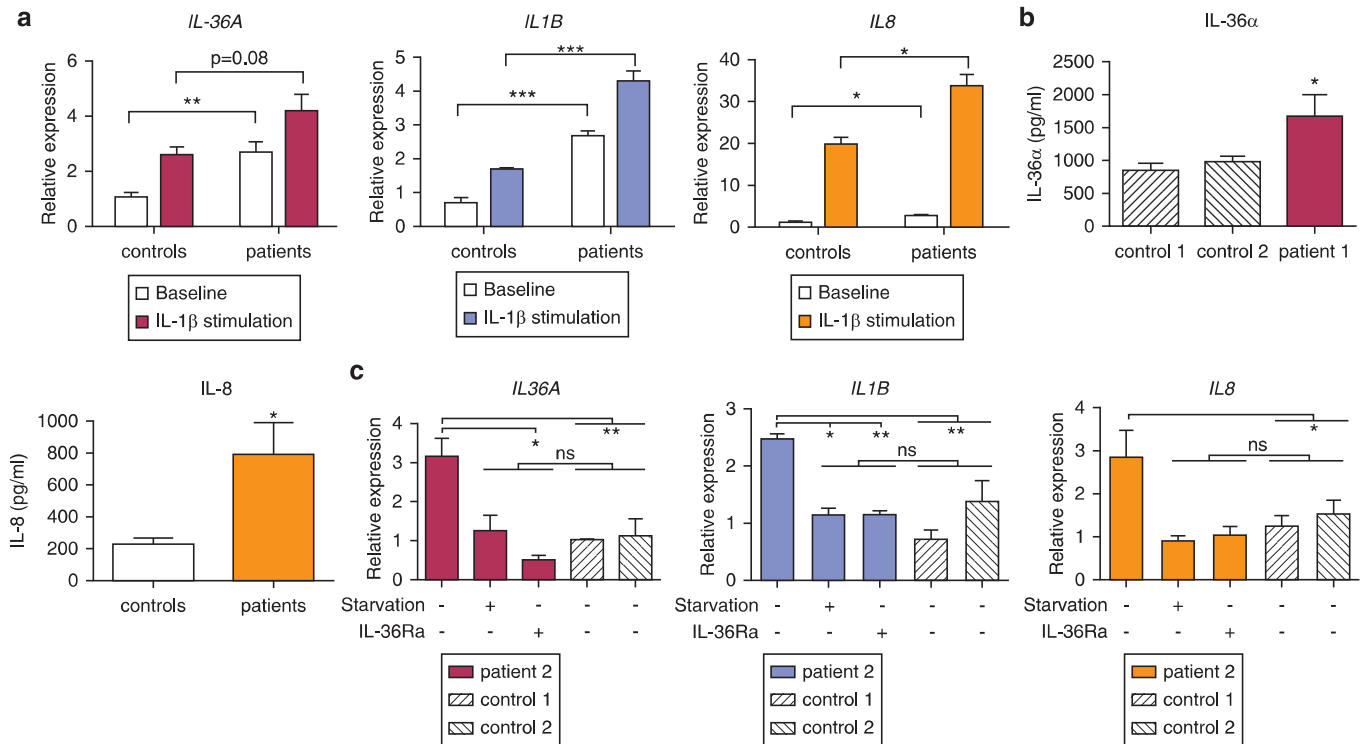 a
IL-36A
Relative expression
6
4
2
0
**
p=0.08
controls patients
Baseline
IL-1β stimulation
IL1B
Relative expression
5
4
3
2
1
0
***
***
controls patients
Baseline
IL-1β stimulation
IL8
Relative expression
40
30
20
10
0
*
*
controls patients
Baseline
IL-1β stimulation
b
IL-36α
IL-36α (pg/ml)
2500
2000
1500
1000
500
0
*
control 1 control 2 patient 1
IL-8
IL-8 (pg/ml)
1000
800
600
400
200
0
*
controls patients
c
IL36A
Relative expression
4
3
2
1
0
*
**
ns
Starvation - + - - -
IL-36Ra - - + - -
patient 2
control 1
control 2
IL1B
Relative expression
3
2
1
0
* ** **
ns
Starvation - + - - -
IL-36Ra - - + - -
patient 2
control 1
control 2
IL8
Relative expression
4
3
2
1
0
*
ns
Starvation - + - - -
IL-36Ra - - + - -
patient 2
control 1
control 2